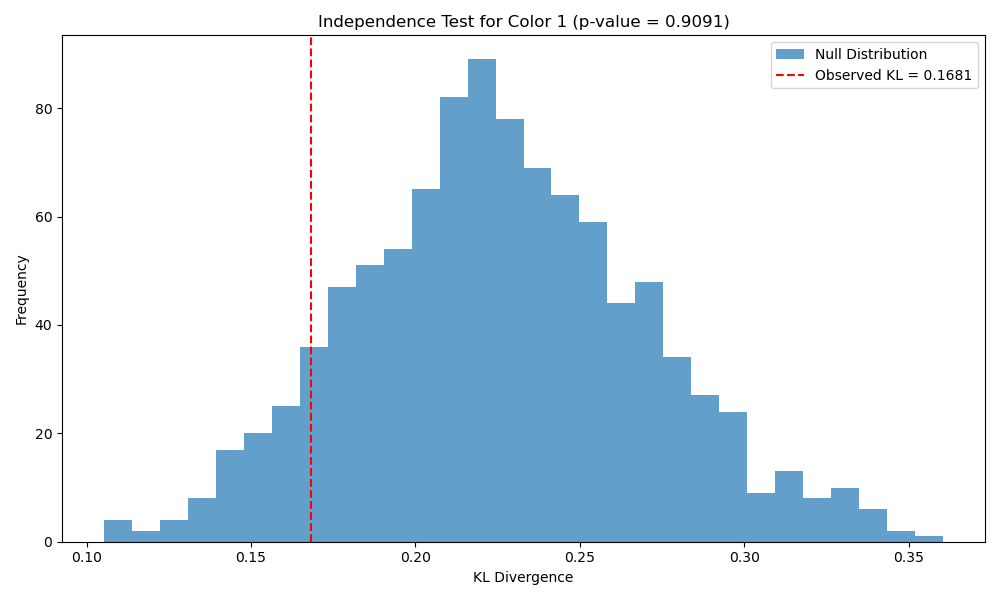 Independence Test for Color 1 (p-value = 0.9091)
Null Distribution
Observed KL = 0.1681
Frequency
80
60
40
20
0
0.10 0.15 0.20 0.25 0.30 0.35
KL Divergence